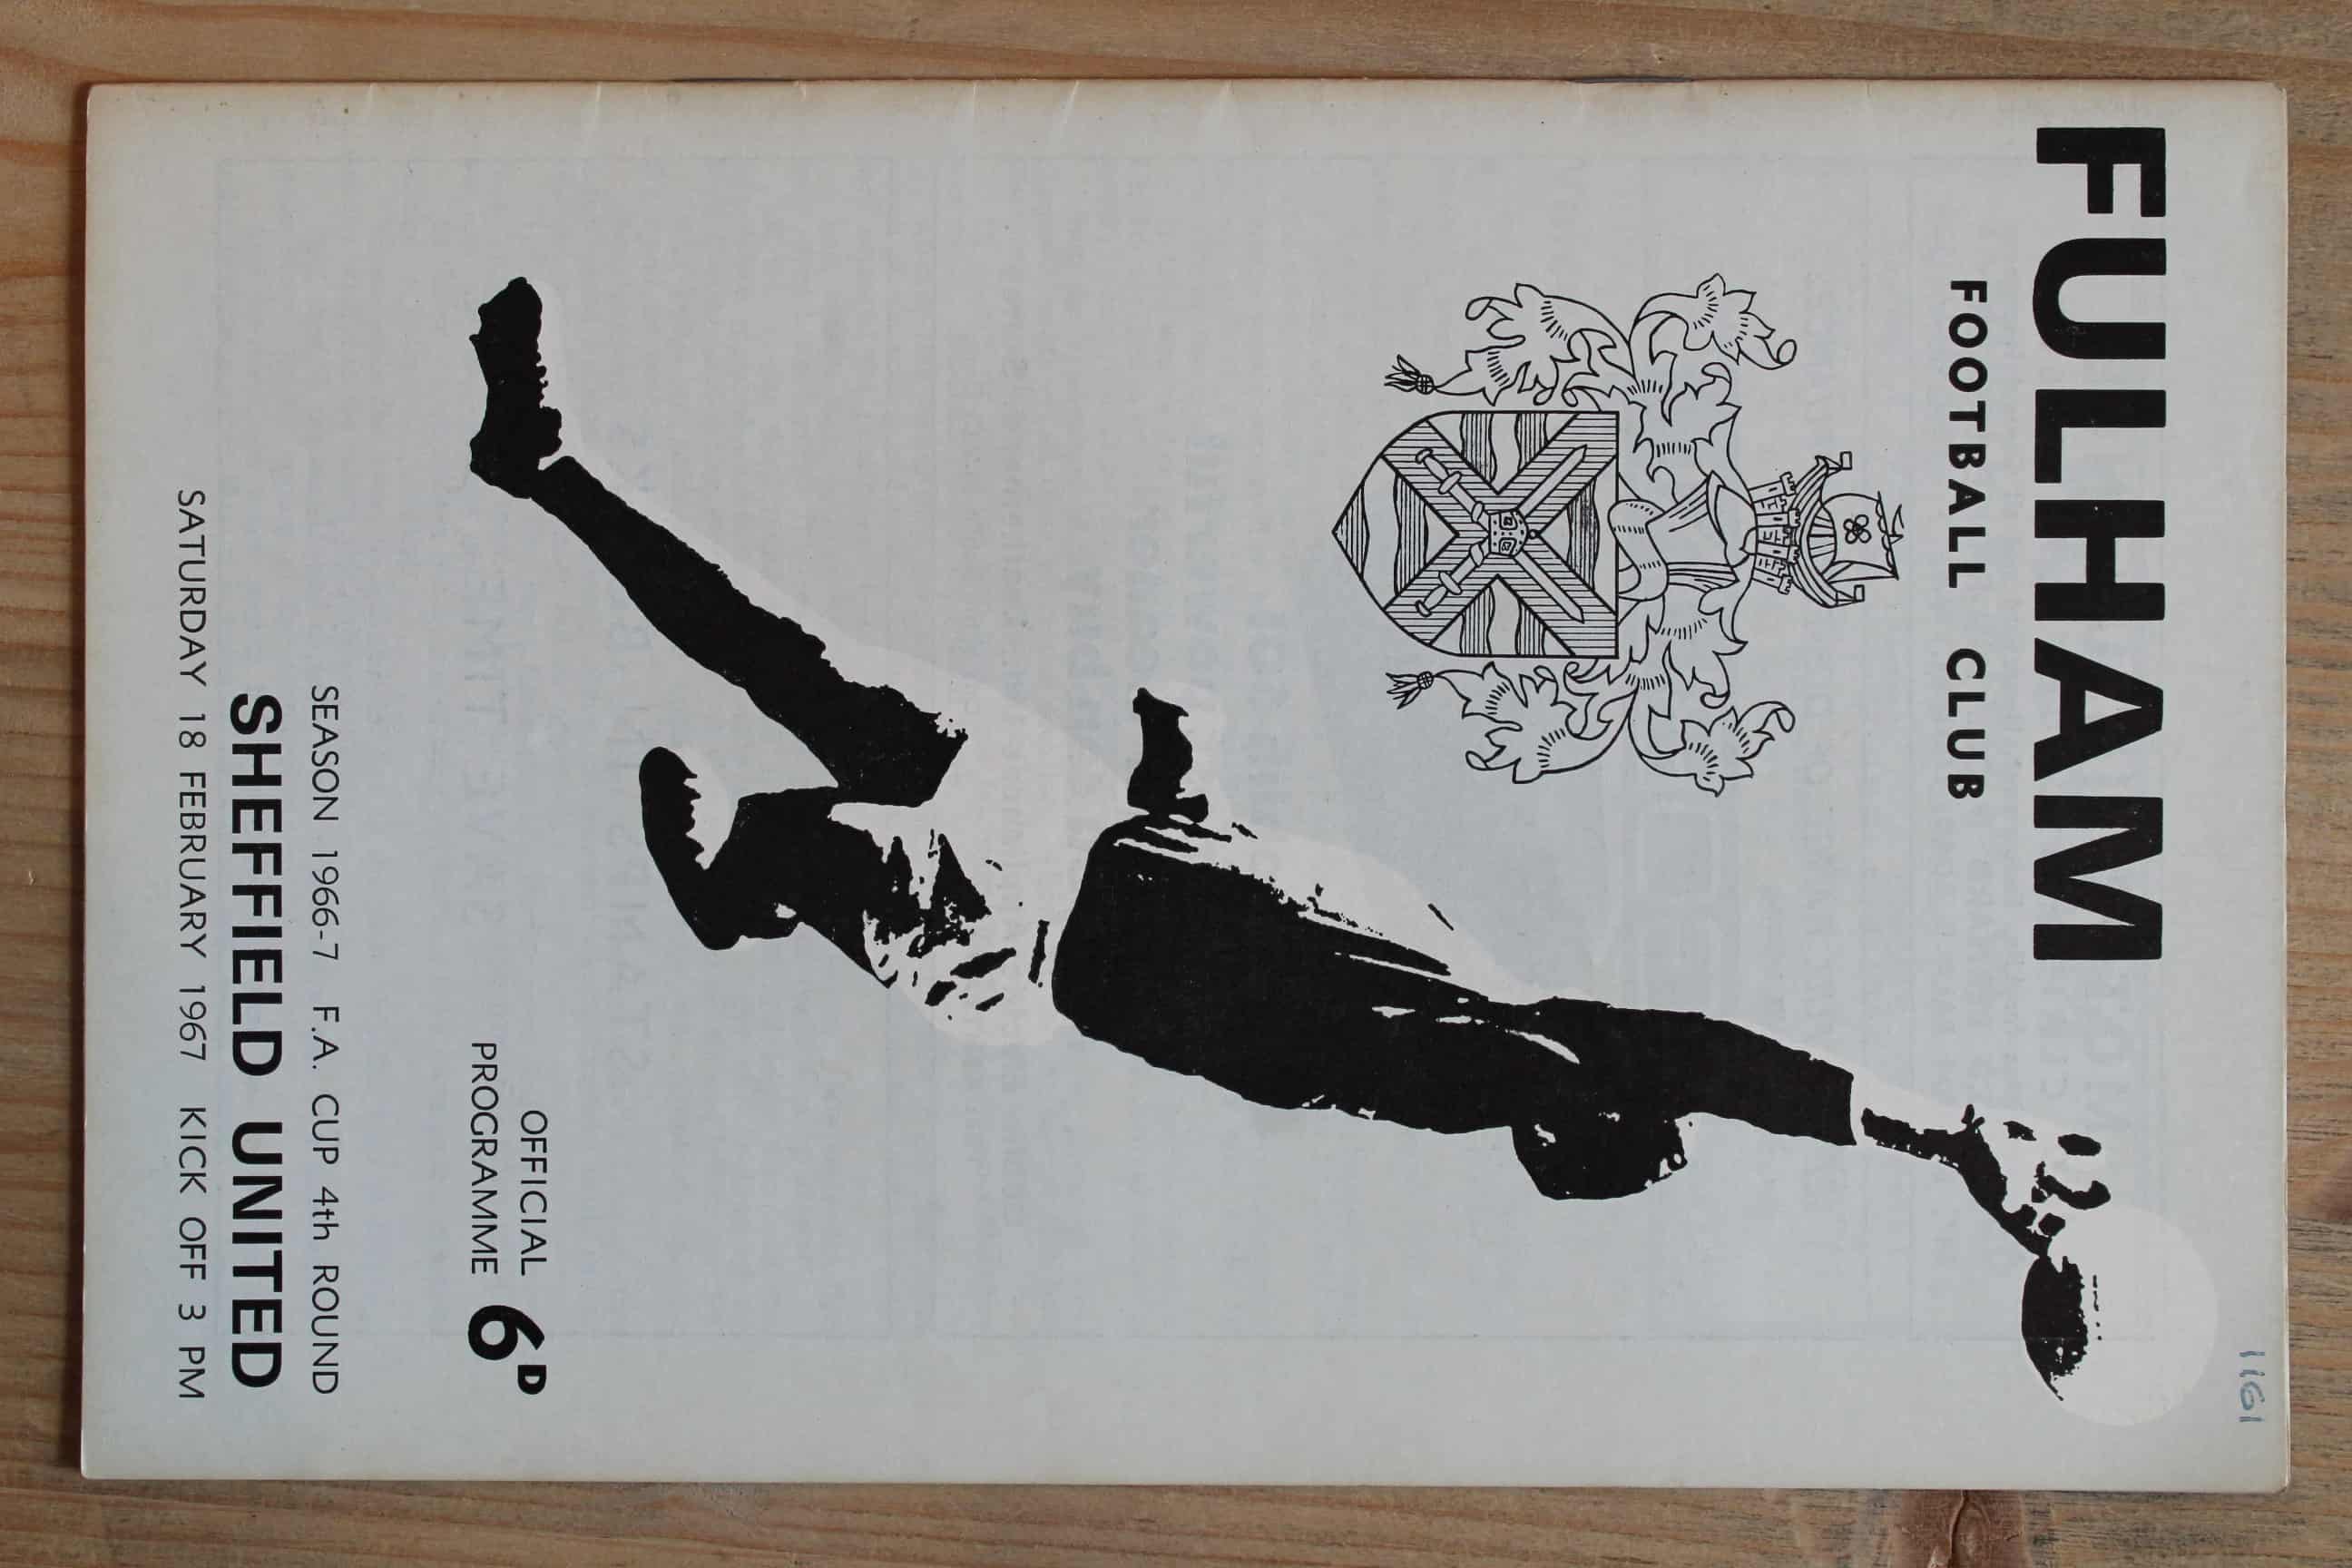 1161
FULHAM
FOOTBALL CLUB
OFFICIAL
PROGRAMME 6D
SEASON 1966-7 F.A. CUP 4th ROUND
SHEFFIELD UNITED
SATURDAY 18 FEBRUARY 1967 KICK OFF 3 PM